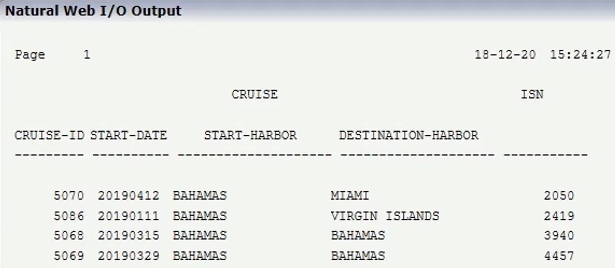 Natural Web I/O Output
Page 1 18-12-20 15:24:27
CRUISE ISN
CRUISE-ID START-DATE START-HARBOR DESTINATION-HARBOR
--------- ---------- -------------------- -------------------- -----------
5070 20190412 BAHAMAS MIAMI 2050
5086 20190111 BAHAMAS VIRGIN ISLANDS 2419
5068 20190315 BAHAMAS BAHAMAS 3940
5069 20190329 BAHAMAS BAHAMAS 4457